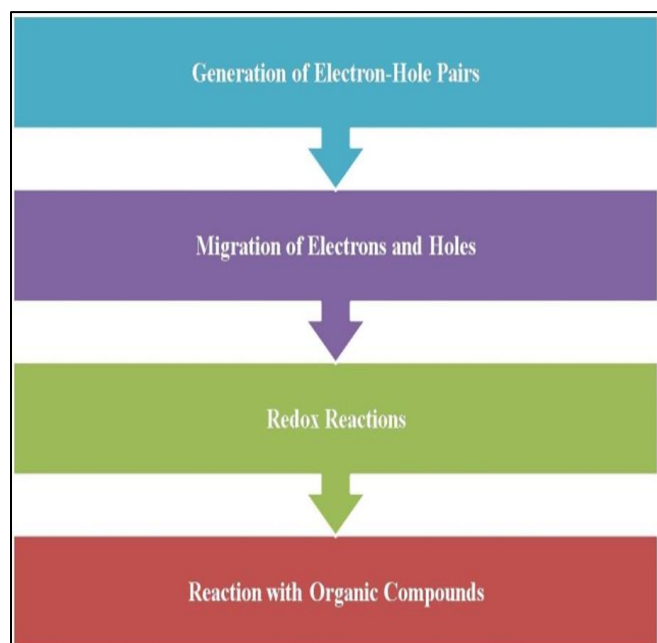 Generation of Electron-Hole Pairs
Migration of Electrons and Holes
Redox Reactions
Reaction with Organic Compounds